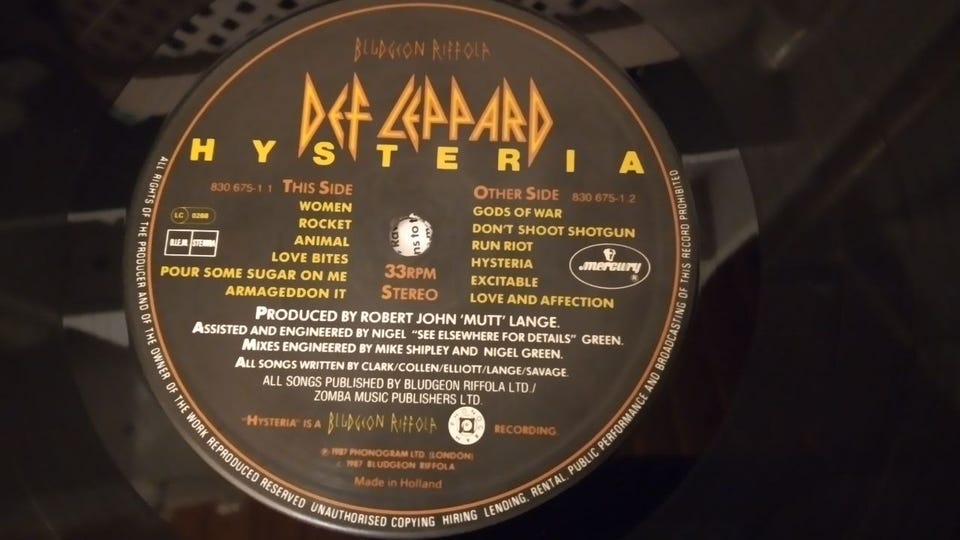 BLUDGEON RIFFOLA
DEF LEPPARD
HYSTERIA
830 675-1 1 THIS SIDE
WOMEN
ROCKET
ANIMAL
LOVE BITES
POUR SOME SUGAR ON ME
ARMAGEDDON IT
OTHER SIDE 830 675-1.2
GODS OF WAR
DON'T SHOOT SHOTGUN
RUN RIOT
HYSTERIA
EXCITABLE
LOVE AND AFFECTION
LC 0268
B.I.E.M. STEMRA
33RPM
STEREO
mercury
PRODUCED BY ROBERT JOHN 'MUTT' LANGE.
ASSISTED AND ENGINEERED BY NIGEL "SEE ELSEWHERE FOR DETAILS" GREEN.
MIXES ENGINEERED BY MIKE SHIPLEY AND NIGEL GREEN.
ALL SONGS WRITTEN BY CLARK/COLLEN/ELLIOTT/LANGE/SAVAGE.
ALL SONGS PUBLISHED BY BLUDGEON RIFFOLA LTD./
ZOMBA MUSIC PUBLISHERS LTD.
"HYSTERIA" IS A BLUDGEON RIFFOLA RECORDING.
℗ 1987 PHONOGRAM LTD. (LONDON)
© 1987 BLUDGEON RIFFOLA
Made in Holland
ALL RIGHTS OF THE PRODUCER AND OF THE OWNER OF THE WORK REPRODUCED RESERVED UNAUTHORISED COPYING HIRING LENDING, RENTAL, PUBLIC PERFORMANCE AND BROADCASTING OF THIS RECORD PROHIBITED